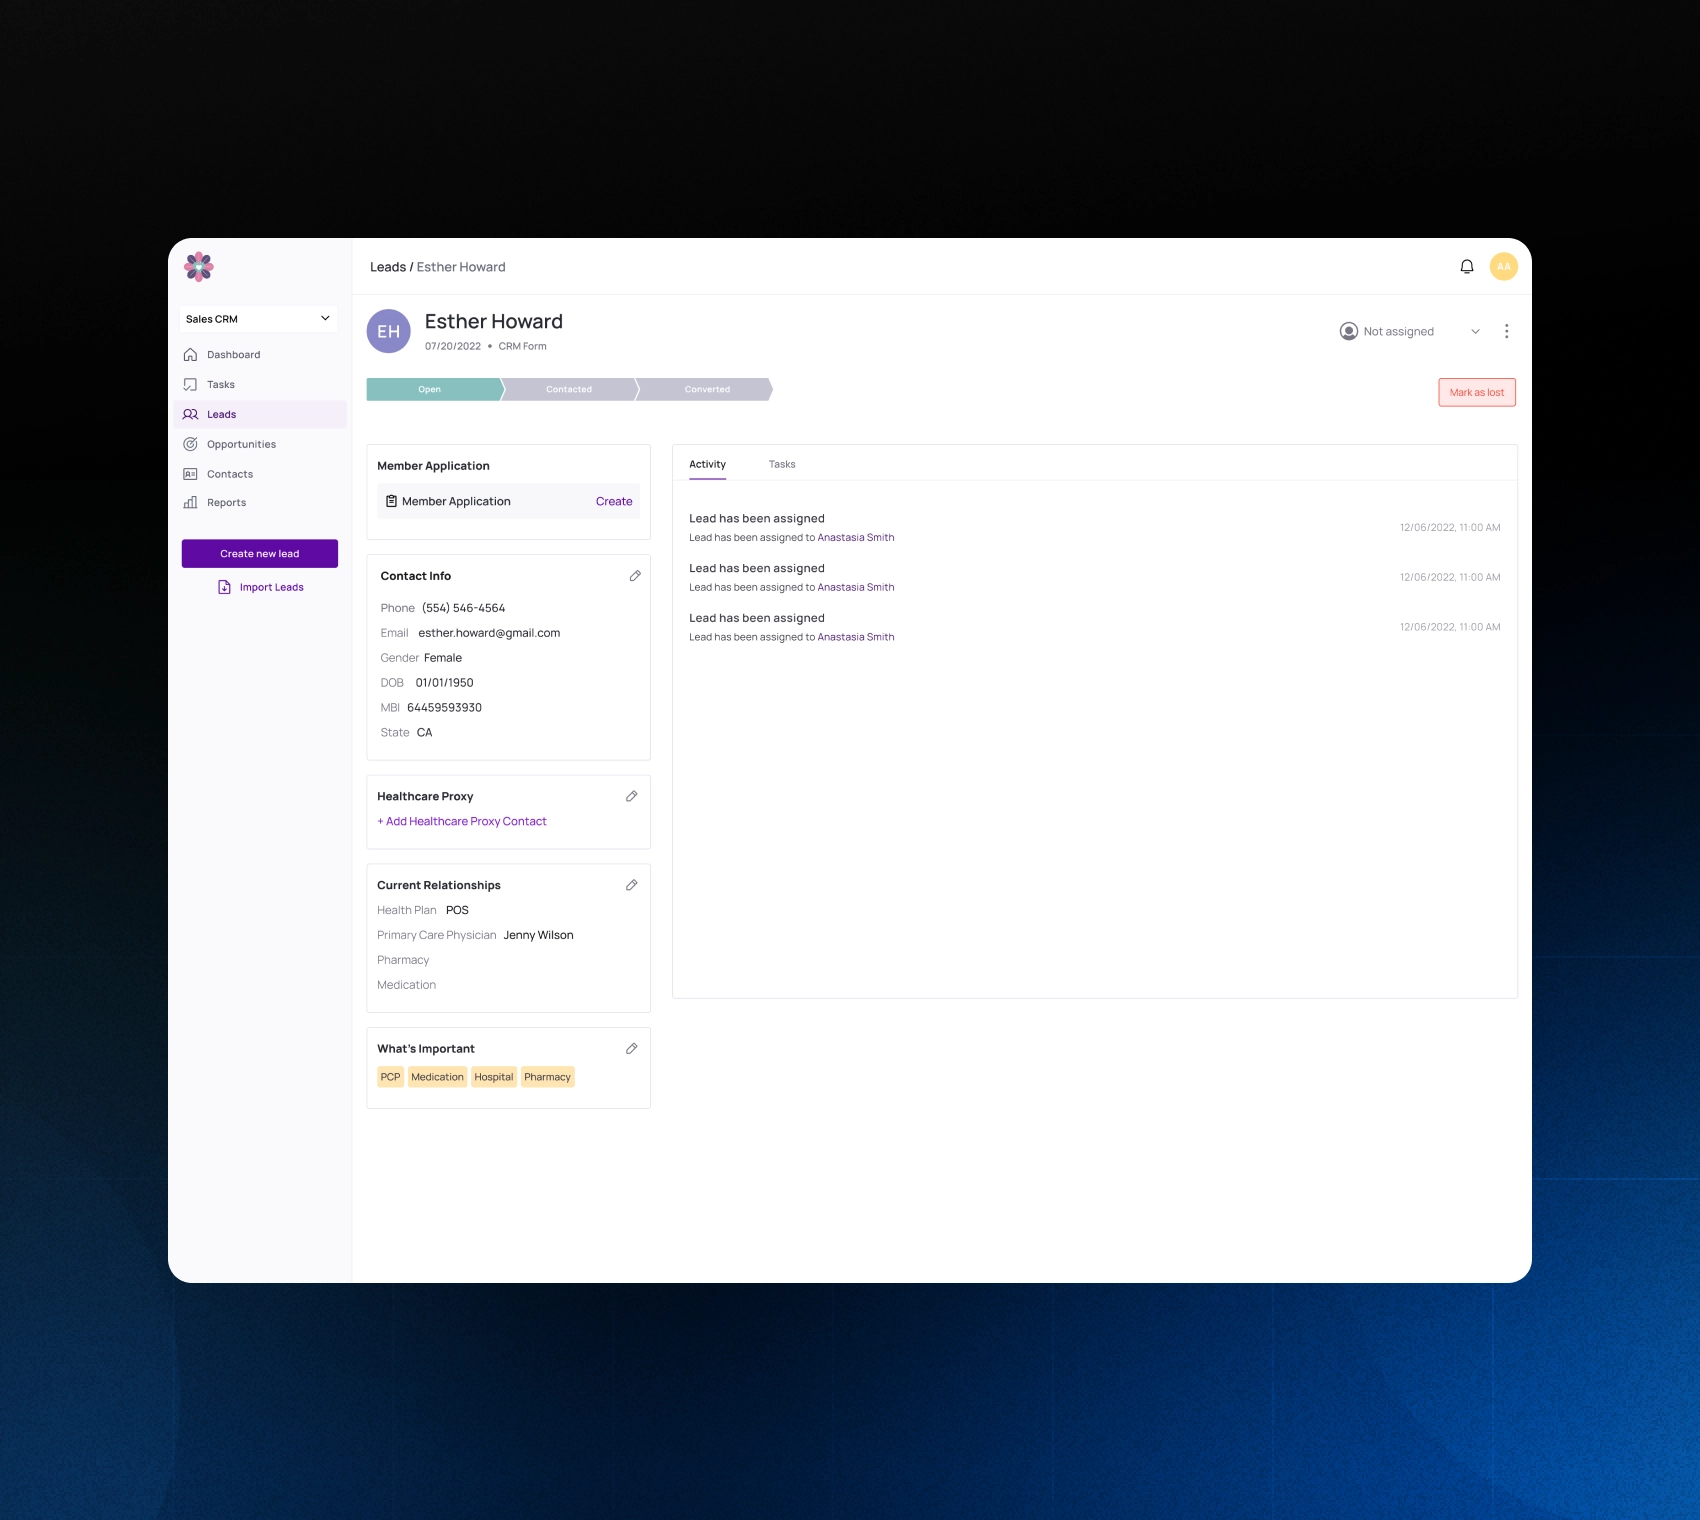 Leads / Esther Howard
AA
Sales CRM
Dashboard
Tasks
Leads
Opportunities
Contacts
Reports
Create new lead
Import Leads
EH
Esther Howard
07/20/2022 • CRM Form
Not assigned
Open
Contacted
Converted
Mark as lost
Member Application
Member Application
Create
Contact Info
Phone (554) 546-4564
Email esther.howard@gmail.com
Gender Female
DOB 01/01/1950
MBI 64459593930
State CA
Healthcare Proxy
+ Add Healthcare Proxy Contact
Current Relationships
Health Plan POS
Primary Care Physician Jenny Wilson
Pharmacy
Medication
What's Important
PCP
Medication
Hospital
Pharmacy
Activity
Tasks
Lead has been assigned
Lead has been assigned to Anastasia Smith
12/06/2022, 11:00 AM
Lead has been assigned
Lead has been assigned to Anastasia Smith
12/06/2022, 11:00 AM
Lead has been assigned
Lead has been assigned to Anastasia Smith
12/06/2022, 11:00 AM